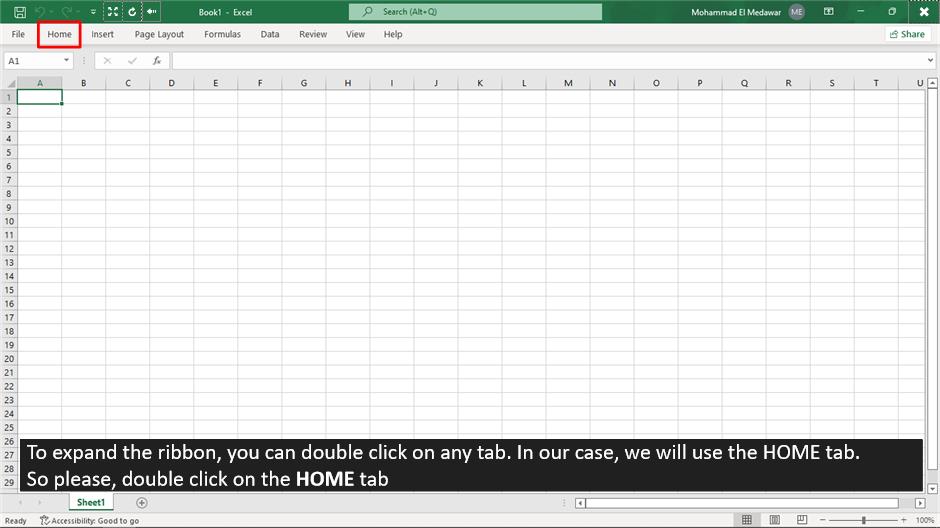 Book1 - Excel
Search (Alt+Q)
Mohammad El Medawar ME
File Home Insert Page Layout Formulas Data Review View Help Share
A1 fx
A B C D E F G H I J K L M N O P Q R S T U
1
2
3
4
5
6
7
8
9
10
11
12
13
14
15
16
17
18
19
20
21
22
23
24
25
26
27
28
29
To expand the ribbon, you can double click on any tab. In our case, we will use the HOME tab.
So please, double click on the HOME tab
Sheet1
Ready Accessibility: Good to go 100%